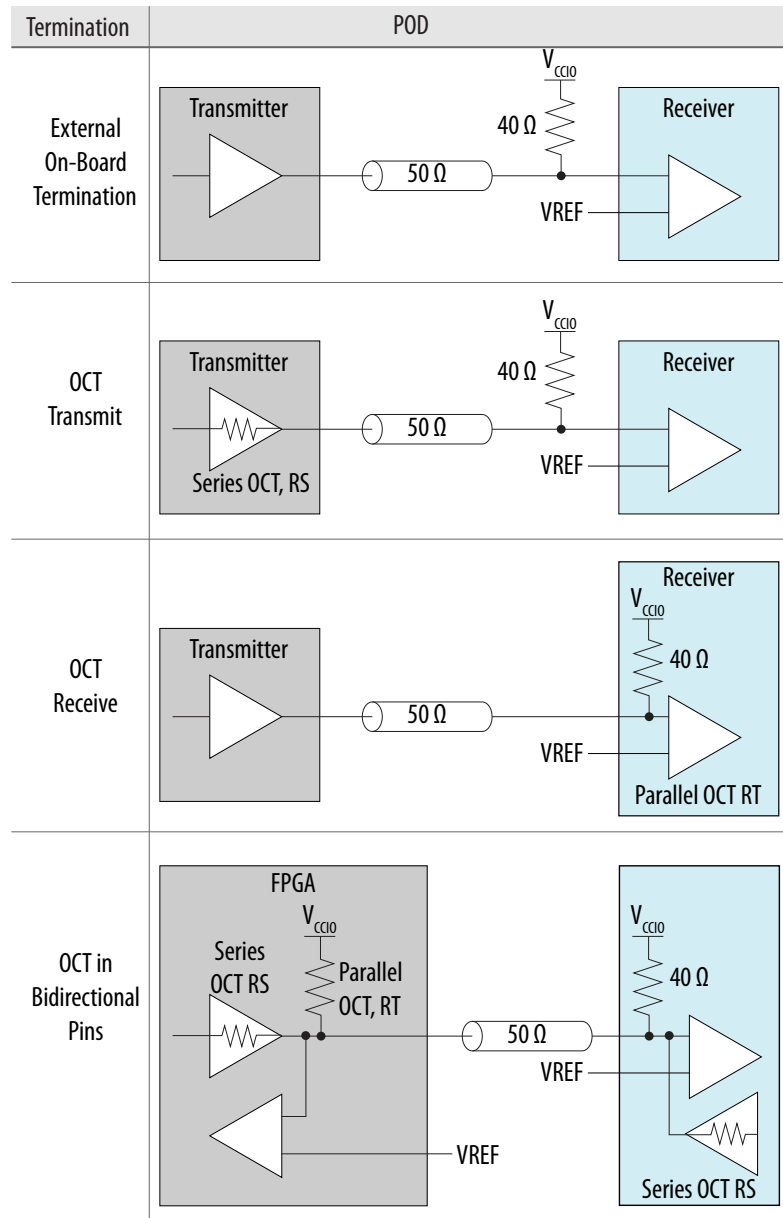 Termination POD
External
On-Board
Termination
Transmitter
50 Ω
V_CCIO
40 Ω
VREF
Receiver
OCT
Transmit
Transmitter
Series OCT, RS
50 Ω
V_CCIO
40 Ω
VREF
Receiver
OCT
Receive
Transmitter
50 Ω
Receiver
V_CCIO
40 Ω
VREF
Parallel OCT RT
OCT in
Bidirectional
Pins
FPGA
V_CCIO
Series
OCT RS
Parallel
OCT, RT
VREF
50 Ω
V_CCIO
40 Ω
VREF
Series OCT RS